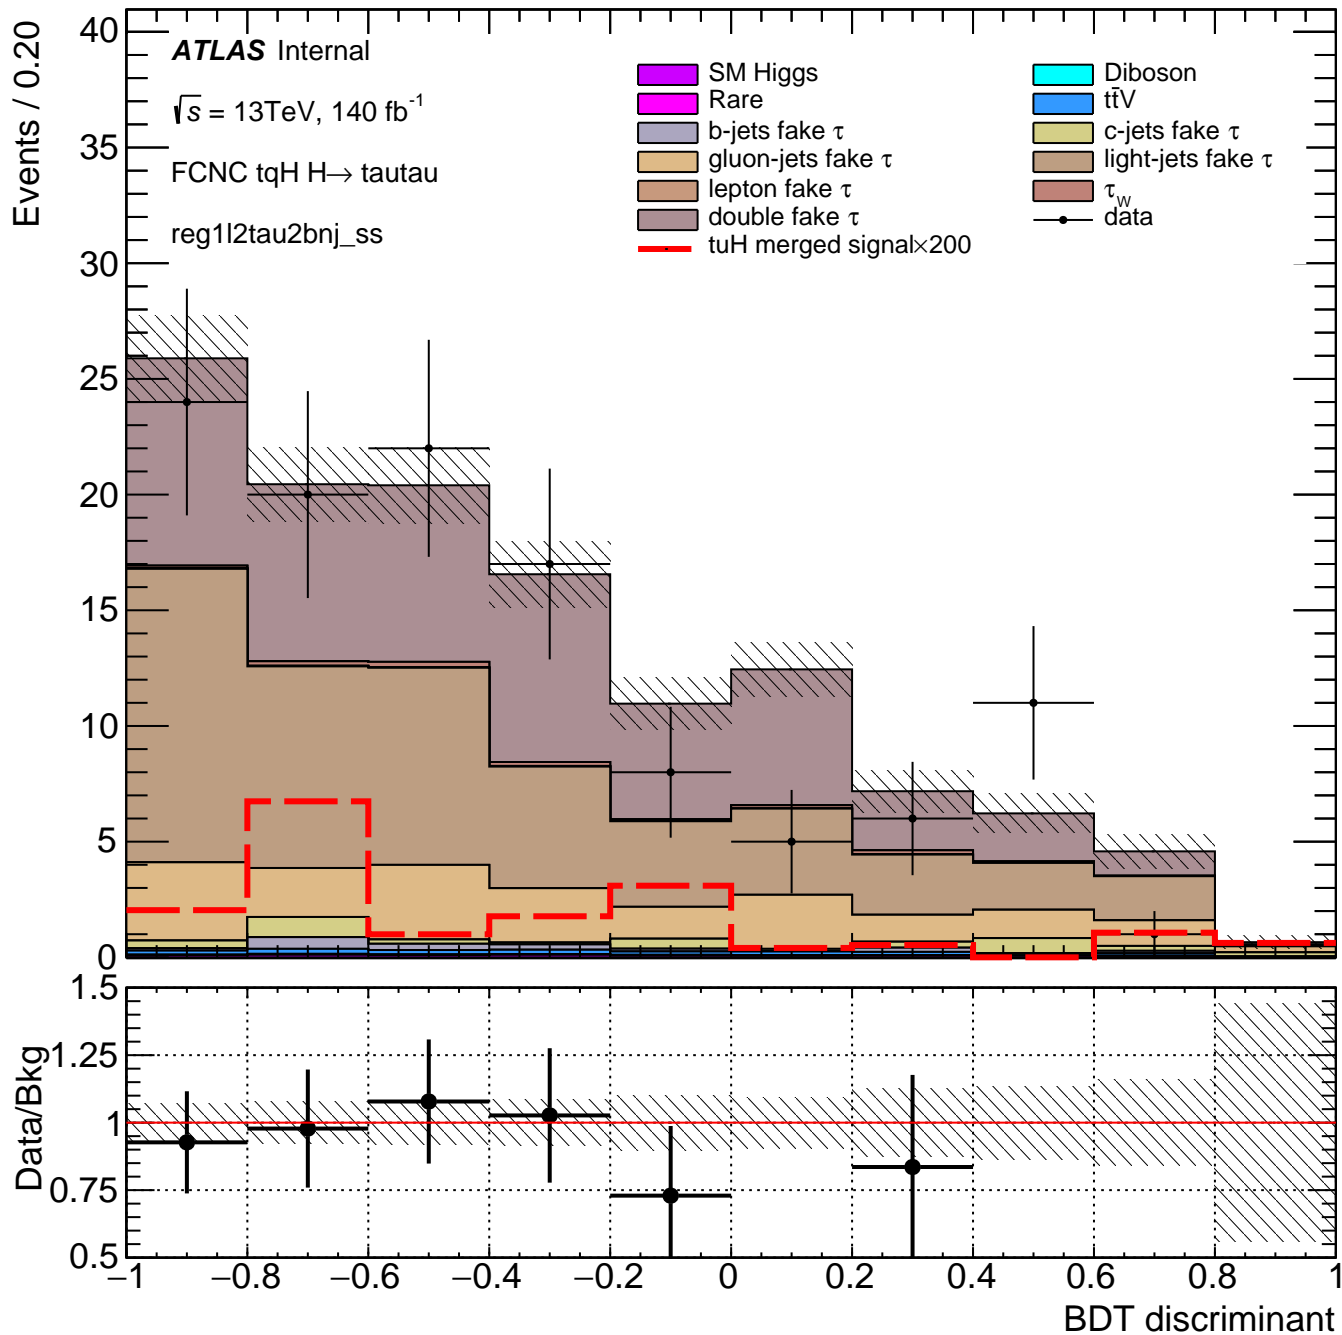 Events / 0.20
40
35
30
25
20
15
10
5
0
ATLAS Internal
√s = 13TeV, 140 fb⁻¹
FCNC tqH H→ tautau
reg1l2tau2bnj_ss
SM Higgs
Rare
b-jets fake τ
gluon-jets fake τ
lepton fake τ
double fake τ
tuH merged signal×200
Diboson
tt̄V
c-jets fake τ
light-jets fake τ
τ_W
data
Data/Bkg
1.5
1.25
1
0.75
0.5
−1 −0.8 −0.6 −0.4 −0.2 0 0.2 0.4 0.6 0.8 1
BDT discriminant